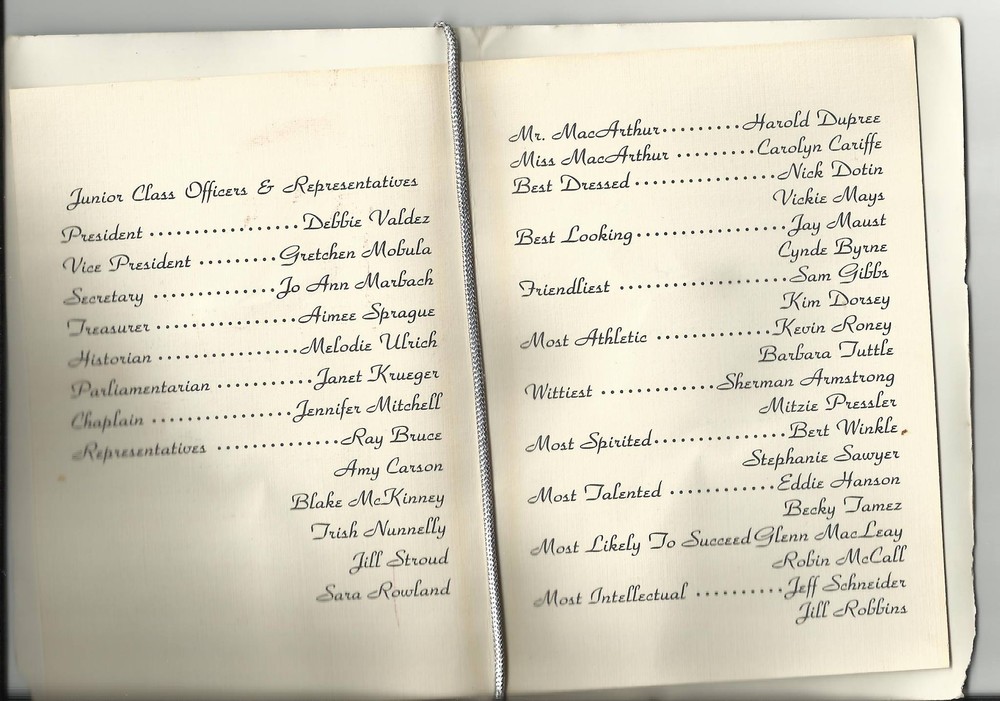 Junior Class Officers & Representatives
President .................. Debbie Valdez
Vice President ......... Gretchen Mobula
Secretary .............. Jo Ann Marbach
Treasurer ................ Aimee Sprague
Historian ................ Melodie Ulrich
Parliamentarian .......... Janet Krueger
Chaplain ............... Jennifer Mitchell
Representatives ............. Ray Bruce
Amy Carson
Blake McKinney
Trish Nunnelly
Jill Stroud
Sara Rowland
Mr. MacArthur......... Harold Dupree
Miss MacArthur ......... Carolyn Cariffe
Best Dressed ................ Nick Dotin
Vickie Mays
Best Looking................. Jay Maust
Cynde Byrne
Friendliest .................. Sam Gibbs
Kim Dorsey
Most Athletic ............. Kevin Roney
Barbara Tuttle
Wittiest ............ Sherman Armstrong
Mitzie Pressler
Most Spirited............... Bert Winkle
Stephanie Sawyer
Most Talented ............ Eddie Hanson
Becky Tamez
Most Likely To Succeed Glenn MacLeay
Robin McCall
Most Intellectual .......... Jeff Schneider
Jill Robbins